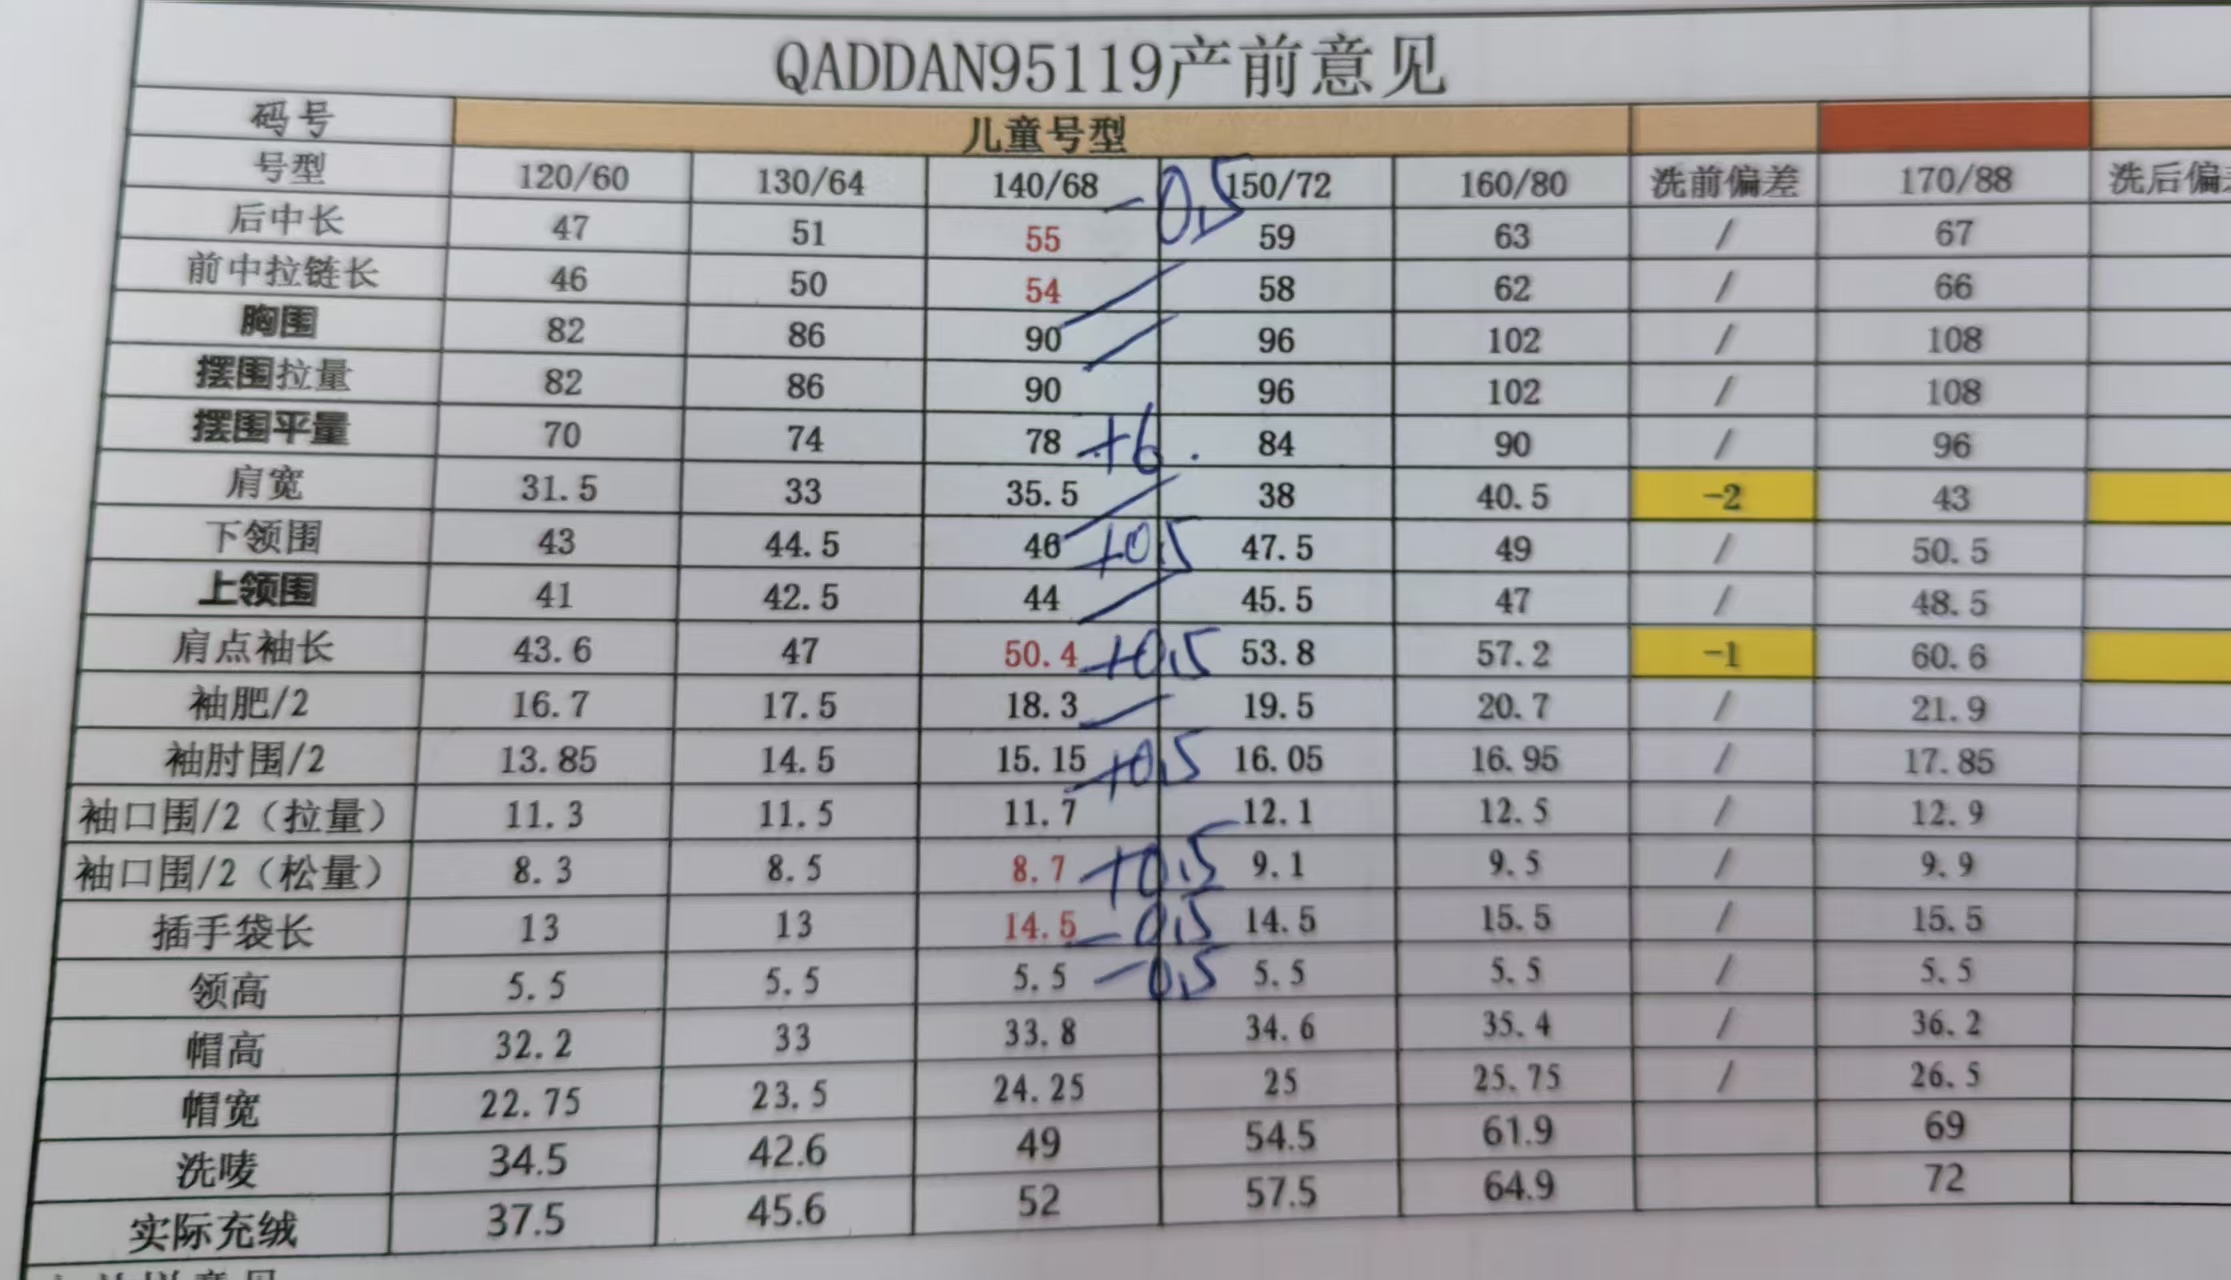 QADDAN95119产前意见
码号 儿童号型
号型 120/60 130/64 140/68 150/72 160/80 洗前偏差 170/88 洗后偏
后中长 47 51 55 -0.5 59 63 / 67
前中拉链长 46 50 54 58 62 / 66
胸围 82 86 90 / 96 102 / 108
摆围拉量 82 86 90 / 96 102 / 108
摆围平量 70 74 78 +6. 84 90 / 96
肩宽 31.5 33 35.5 38 40.5 -2 43
下领围 43 44.5 46 / +0.5 47.5 49 / 50.5
上领围 41 42.5 44 / 45.5 47 / 48.5
肩点袖长 43.6 47 50.4 +0.5 53.8 57.2 -1 60.6
袖肥/2 16.7 17.5 18.3 / 19.5 20.7 / 21.9
袖肘围/2 13.85 14.5 15.15 +0.5 16.05 16.95 / 17.85
袖口围/2（拉量） 11.3 11.5 11.7 12.1 12.5 / 12.9
袖口围/2（松量） 8.3 8.5 8.7 +0.5 9.1 9.5 / 9.9
插手袋长 13 13 14.5 -0.5 14.5 15.5 / 15.5
领高 5.5 5.5 5.5 -0.5 5.5 5.5 / 5.5
帽高 32.2 33 33.8 34.6 35.4 / 36.2
帽宽 22.75 23.5 24.25 25 25.75 / 26.5
洗唛 34.5 42.6 49 54.5 61.9 69
实际充绒 37.5 45.6 52 57.5 64.9 72